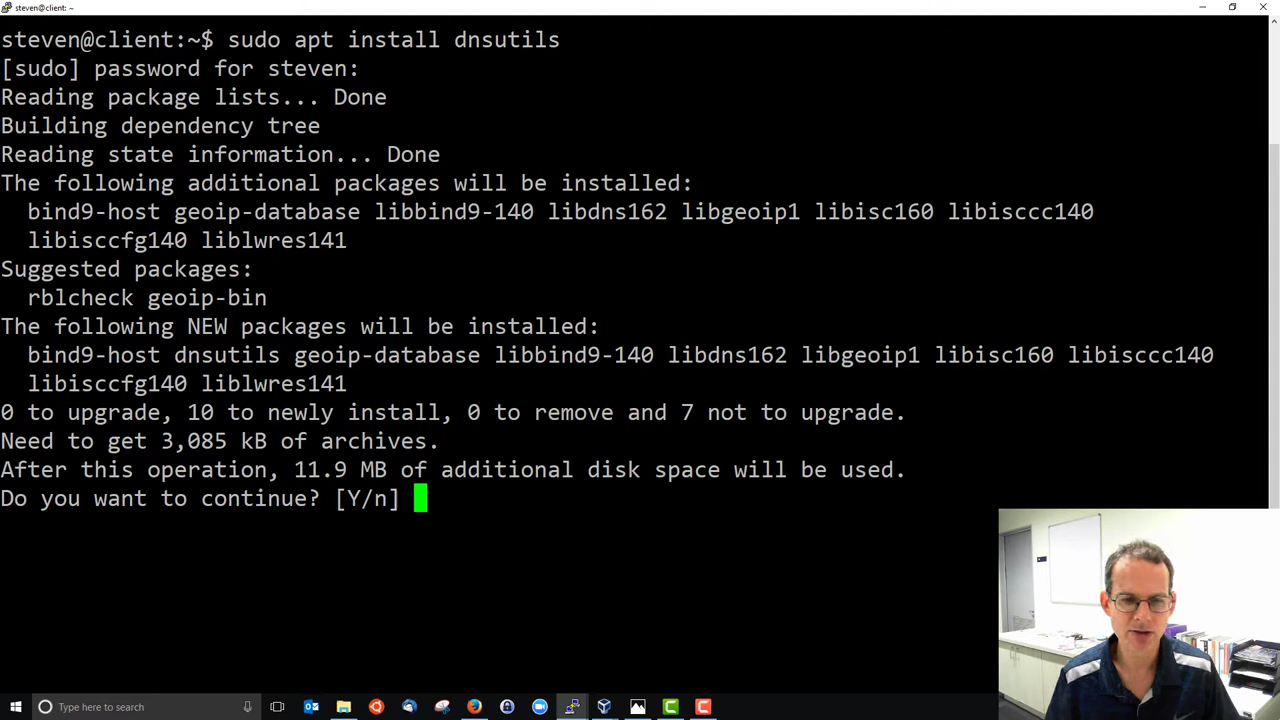 steven@client: ~
steven@client:~$ sudo apt install dnsutils
[sudo] password for steven:
Reading package lists... Done
Building dependency tree
Reading state information... Done
The following additional packages will be installed:
  bind9-host geoip-database libbind9-140 libdns162 libgeoip1 libisc160 libisccc140
  libisccfg140 liblwres141
Suggested packages:
  rblcheck geoip-bin
The following NEW packages will be installed:
  bind9-host dnsutils geoip-database libbind9-140 libdns162 libgeoip1 libisc160 libisccc140
  libisccfg140 liblwres141
0 to upgrade, 10 to newly install, 0 to remove and 7 not to upgrade.
Need to get 3,085 kB of archives.
After this operation, 11.9 MB of additional disk space will be used.
Do you want to continue? [Y/n]
Type here to search